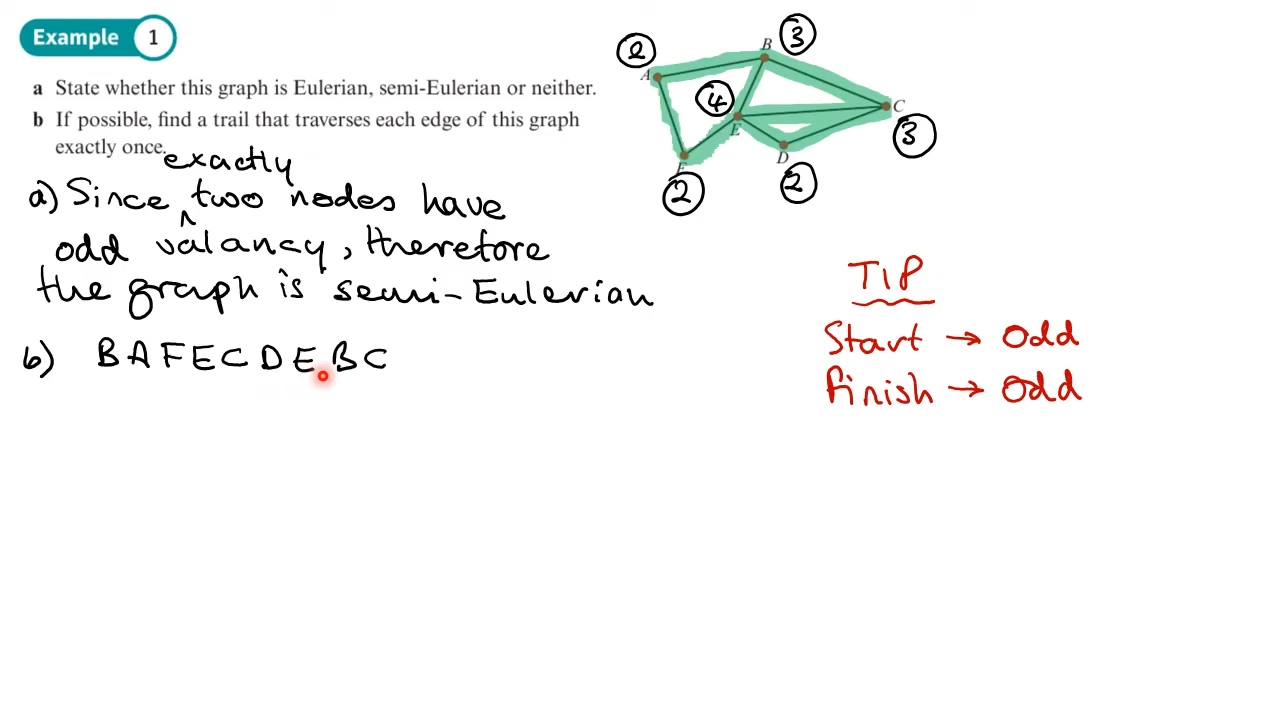 Example 1
a State whether this graph is Eulerian, semi-Eulerian or neither.
b If possible, find a trail that traverses each edge of this graph
exactly once.
exactly
a) Since ^ two nodes have
odd valancy, therefore
the graph is semi-Eulerian
b) B A F E C D E B C
2
A
B
3
4
E
C
3
D
2
F
2
TIP
Start → Odd
Finish → Odd